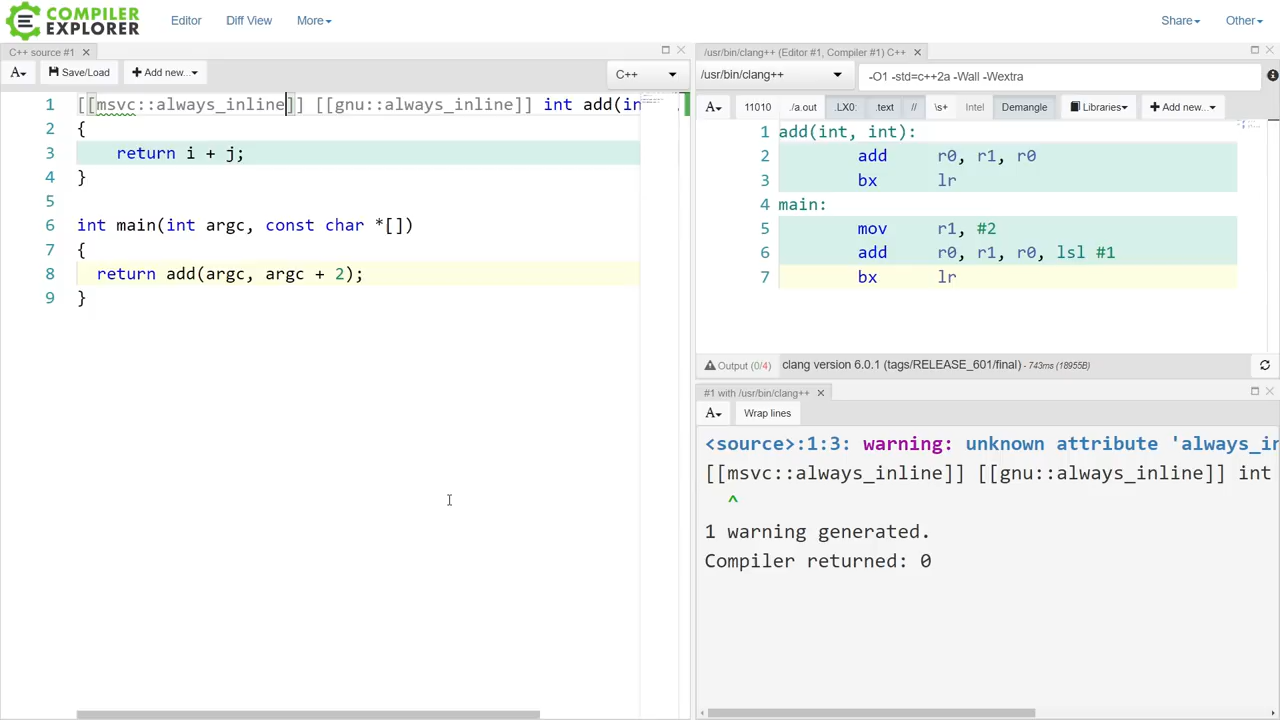 COMPILER
EXPLORER
Editor
Diff View
More
Share
Other
C++ source #1
A
Save/Load
+ Add new...
C++
1 [[msvc::always_inline]] [[gnu::always_inline]] int add(in
2 {
3 return i + j;
4 }
5
6 int main(int argc, const char *[])
7 {
8 return add(argc, argc + 2);
9 }
/usr/bin/clang++ (Editor #1, Compiler #1) C++
/usr/bin/clang++
-O1 -std=c++2a -Wall -Wextra
A
11010
./a.out
.LX0:
.text
//
\s+
Intel
Demangle
Libraries
+ Add new...
1 add(int, int):
2 add r0, r1, r0
3 bx lr
4 main:
5 mov r1, #2
6 add r0, r1, r0, lsl #1
7 bx lr
Output (0/4) clang version 6.0.1 (tags/RELEASE_601/final) - 743ms (18955B)
#1 with /usr/bin/clang++
A
Wrap lines
<source>:1:3: warning: unknown attribute 'always_in
[[msvc::always_inline]] [[gnu::always_inline]] int
^
1 warning generated.
Compiler returned: 0